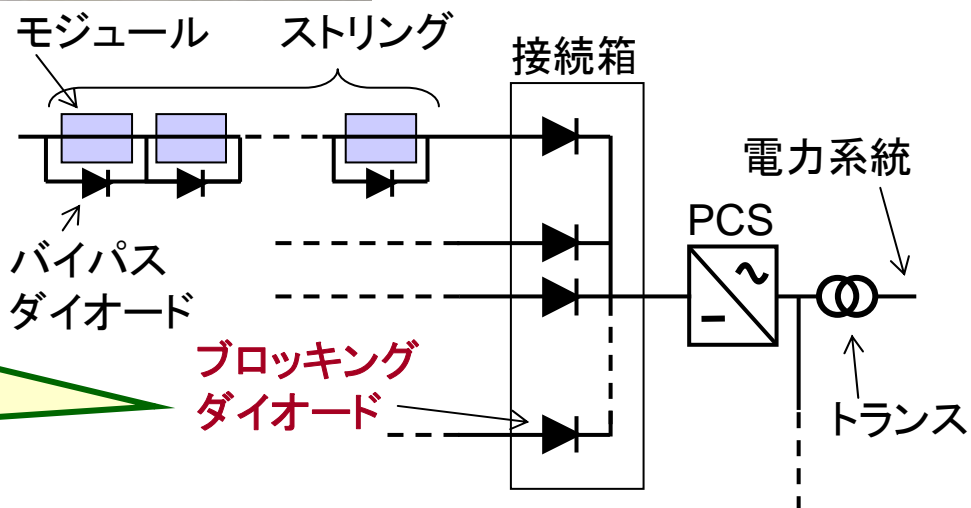 モジュール
ストリング
接続箱
電力系統
PCS
バイパス
ダイオード
ブロッキング
ダイオード
トランス